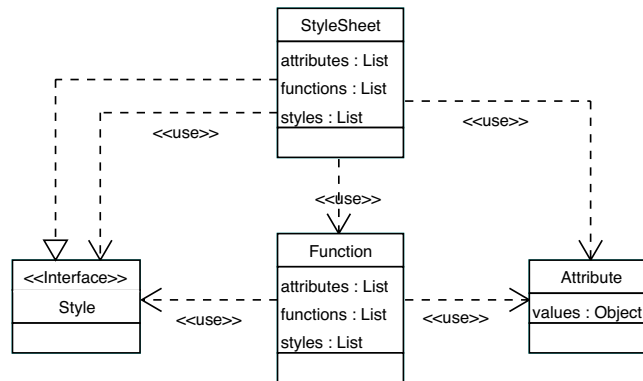 StyleSheet
attributes : List
functions : List
styles : List
<<use>>
<<use>>
<<use>>
Function
attributes : List
functions : List
styles : List
<<Interface>>
Style
Attribute
values : Object
<<use>>
<<use>>